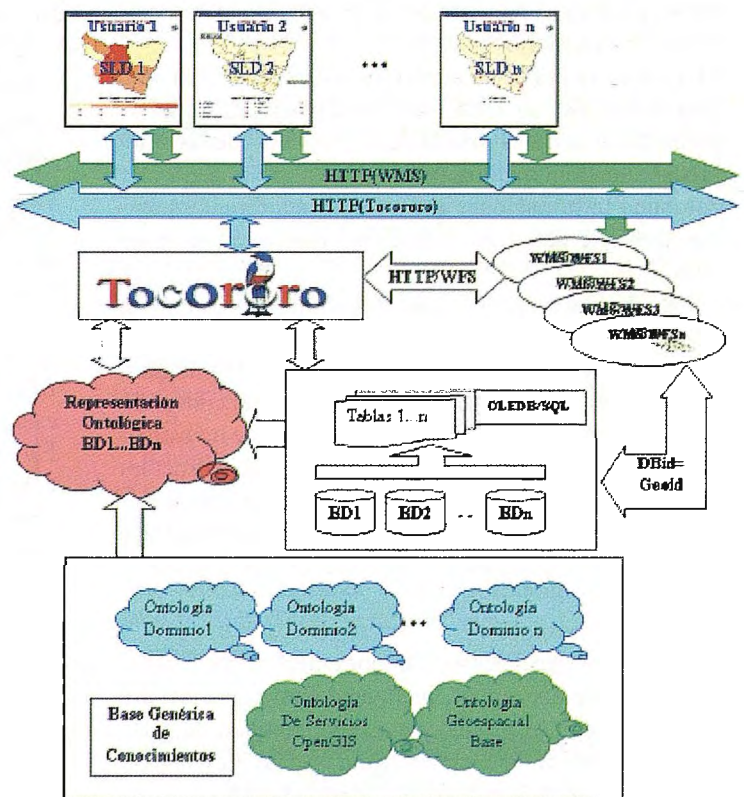 Usuario 1
SLD 1
Usuario 2
SLD 2
...
Usuario n
SLD n
HTTP(WMS)
HTTP(Tocororo)
Tocororo
HTTP/WFS
WMS/WFS1
WMS/WFS2
WMS/WFS3
WMS/WFSn
Representación
Ontológica
BD1...BDn
Tablas 1...n
OLEDB/SQL
BD1
BD2
..
BDn
DBid=
GeoId
Ontología
Dominio1
Ontología
Dominio2
...
Ontología
Dominio n
Base Genérica
de
Conocimientos
Ontología
De Servicios
OpenGIS
Ontología
Geoespacial
Base